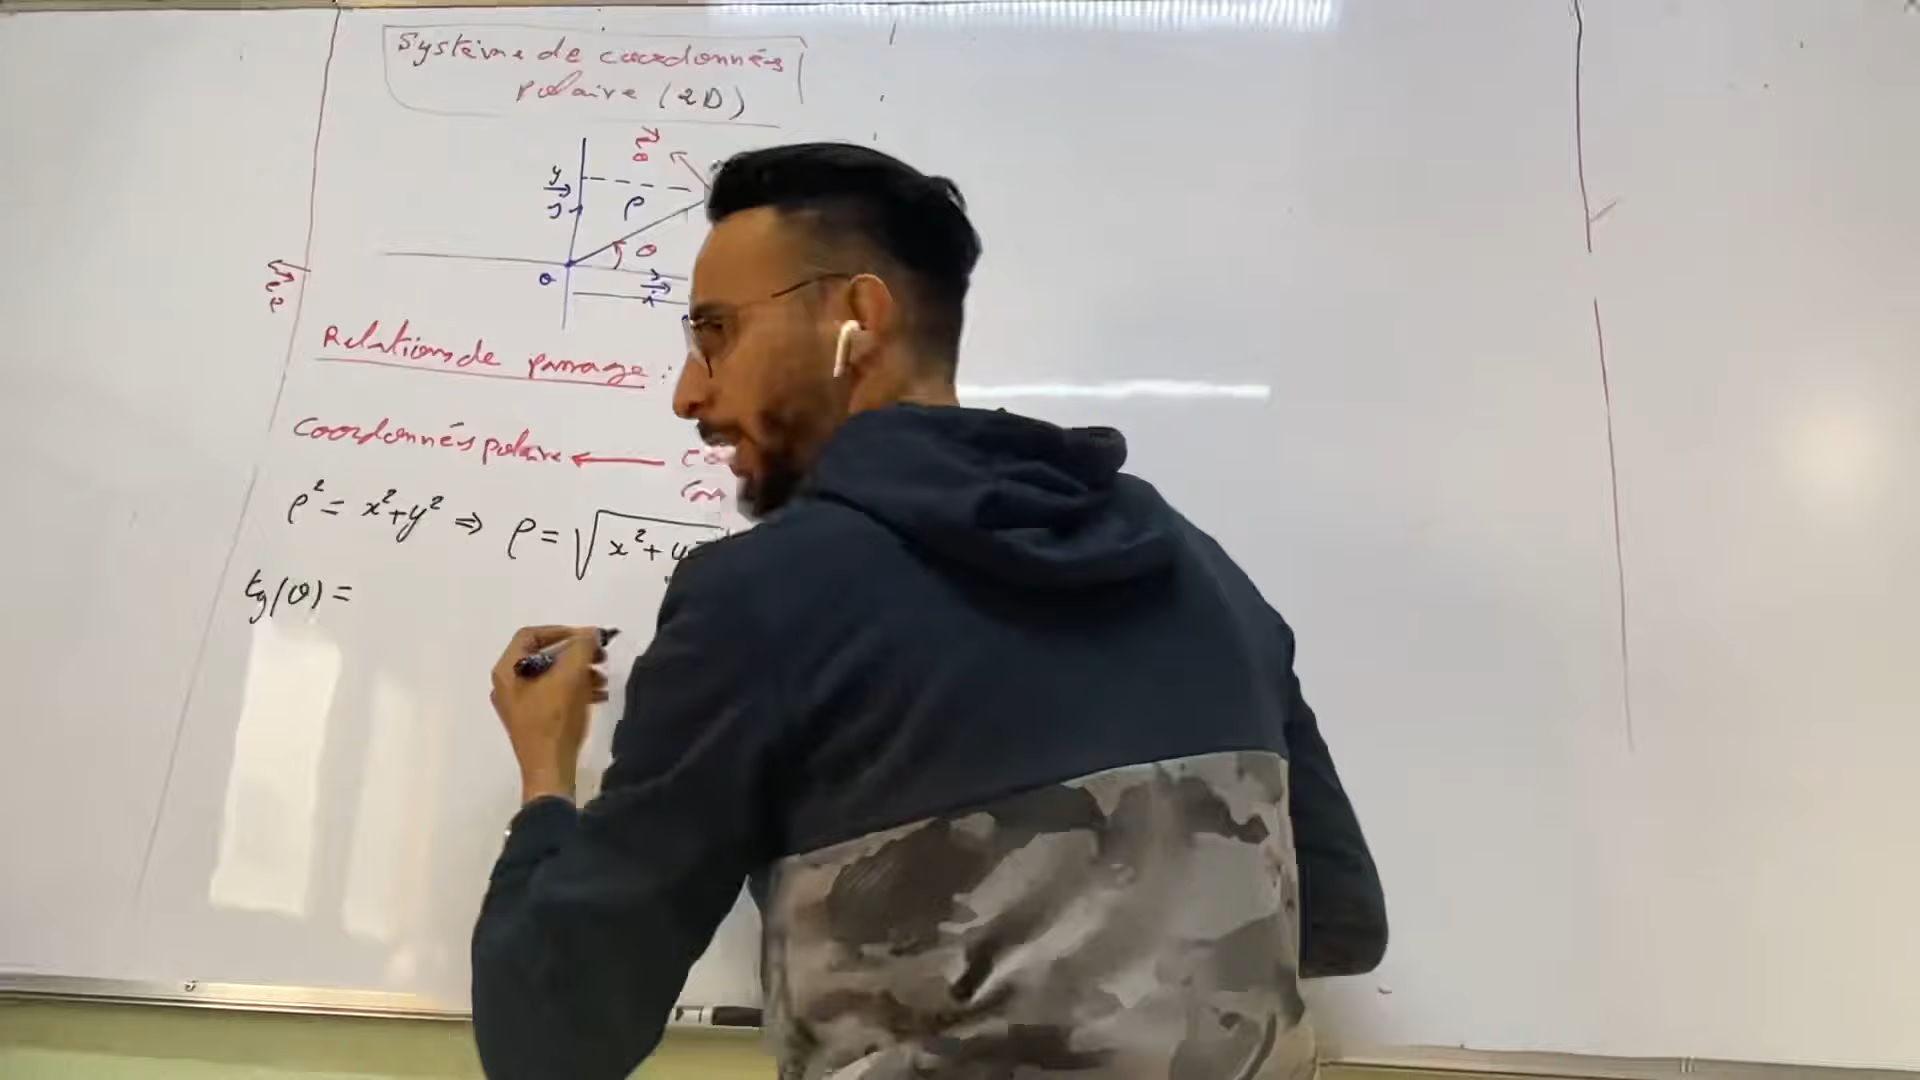 Système de coordonnés
polaire (2D)
e⃗θ
y
ρ
j⃗
θ
O
i⃗
Relations de passage :
Coordonnés polaire ←
ρ² = x²+y² ⇒ ρ = √x²+y
tg(θ) =